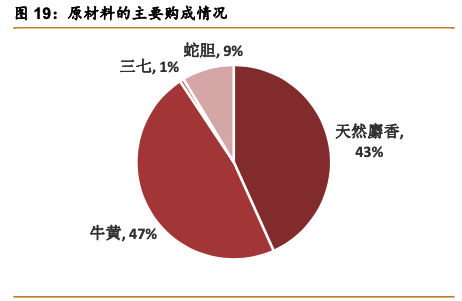 图 19：原材料的主要购成情况
三七, 1%
蛇胆, 9%
天然麝香,
43%
牛黄, 47%